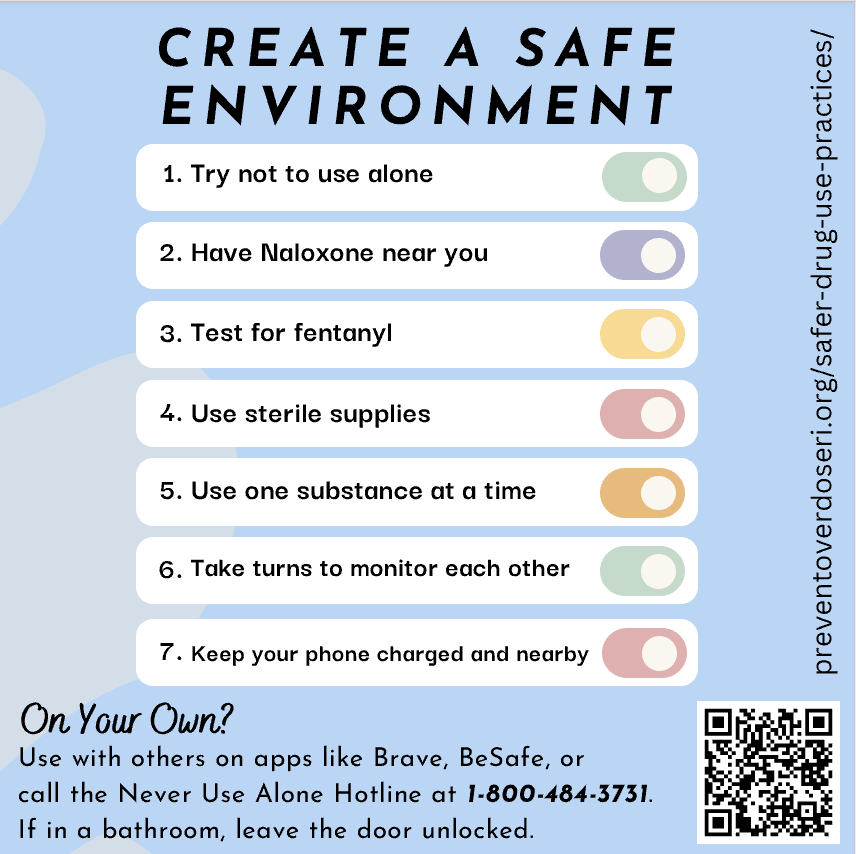 CREATE A SAFE
ENVIRONMENT
1. Try not to use alone
2. Have Naloxone near you
3. Test for fentanyl
4. Use sterile supplies
5. Use one substance at a time
6. Take turns to monitor each other
7. Keep your phone charged and nearby
On Your Own?
Use with others on apps like Brave, BeSafe, or
call the Never Use Alone Hotline at 1-800-484-3731.
If in a bathroom, leave the door unlocked.
preventoverdoseri.org/safer-drug-use-practices/